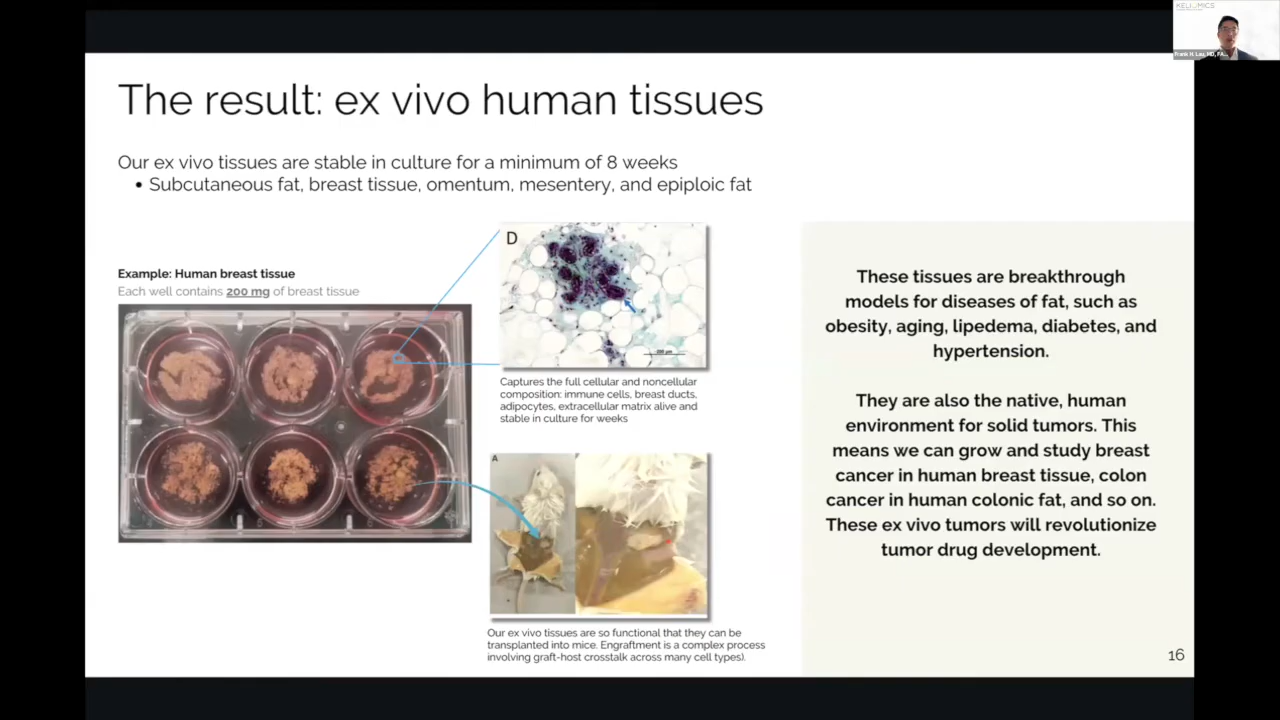 KELIOMICS
Frank H. Lau, MD, FA...
The result: ex vivo human tissues
Our ex vivo tissues are stable in culture for a minimum of 8 weeks
• Subcutaneous fat, breast tissue, omentum, mesentery, and epiploic fat
Example: Human breast tissue
Each well contains 200 mg of breast tissue
D
Captures the full cellular and noncellular
composition: immune cells, breast ducts,
adipocytes, extracellular matrix alive and
stable in culture for weeks
A
Our ex vivo tissues are so functional that they can be
transplanted into mice. Engraftment is a complex process
involving graft-host crosstalk across many cell types).
These tissues are breakthrough
models for diseases of fat, such as
obesity, aging, lipedema, diabetes, and
hypertension.
They are also the native, human
environment for solid tumors. This
means we can grow and study breast
cancer in human breast tissue, colon
cancer in human colonic fat, and so on.
These ex vivo tumors will revolutionize
tumor drug development.
16